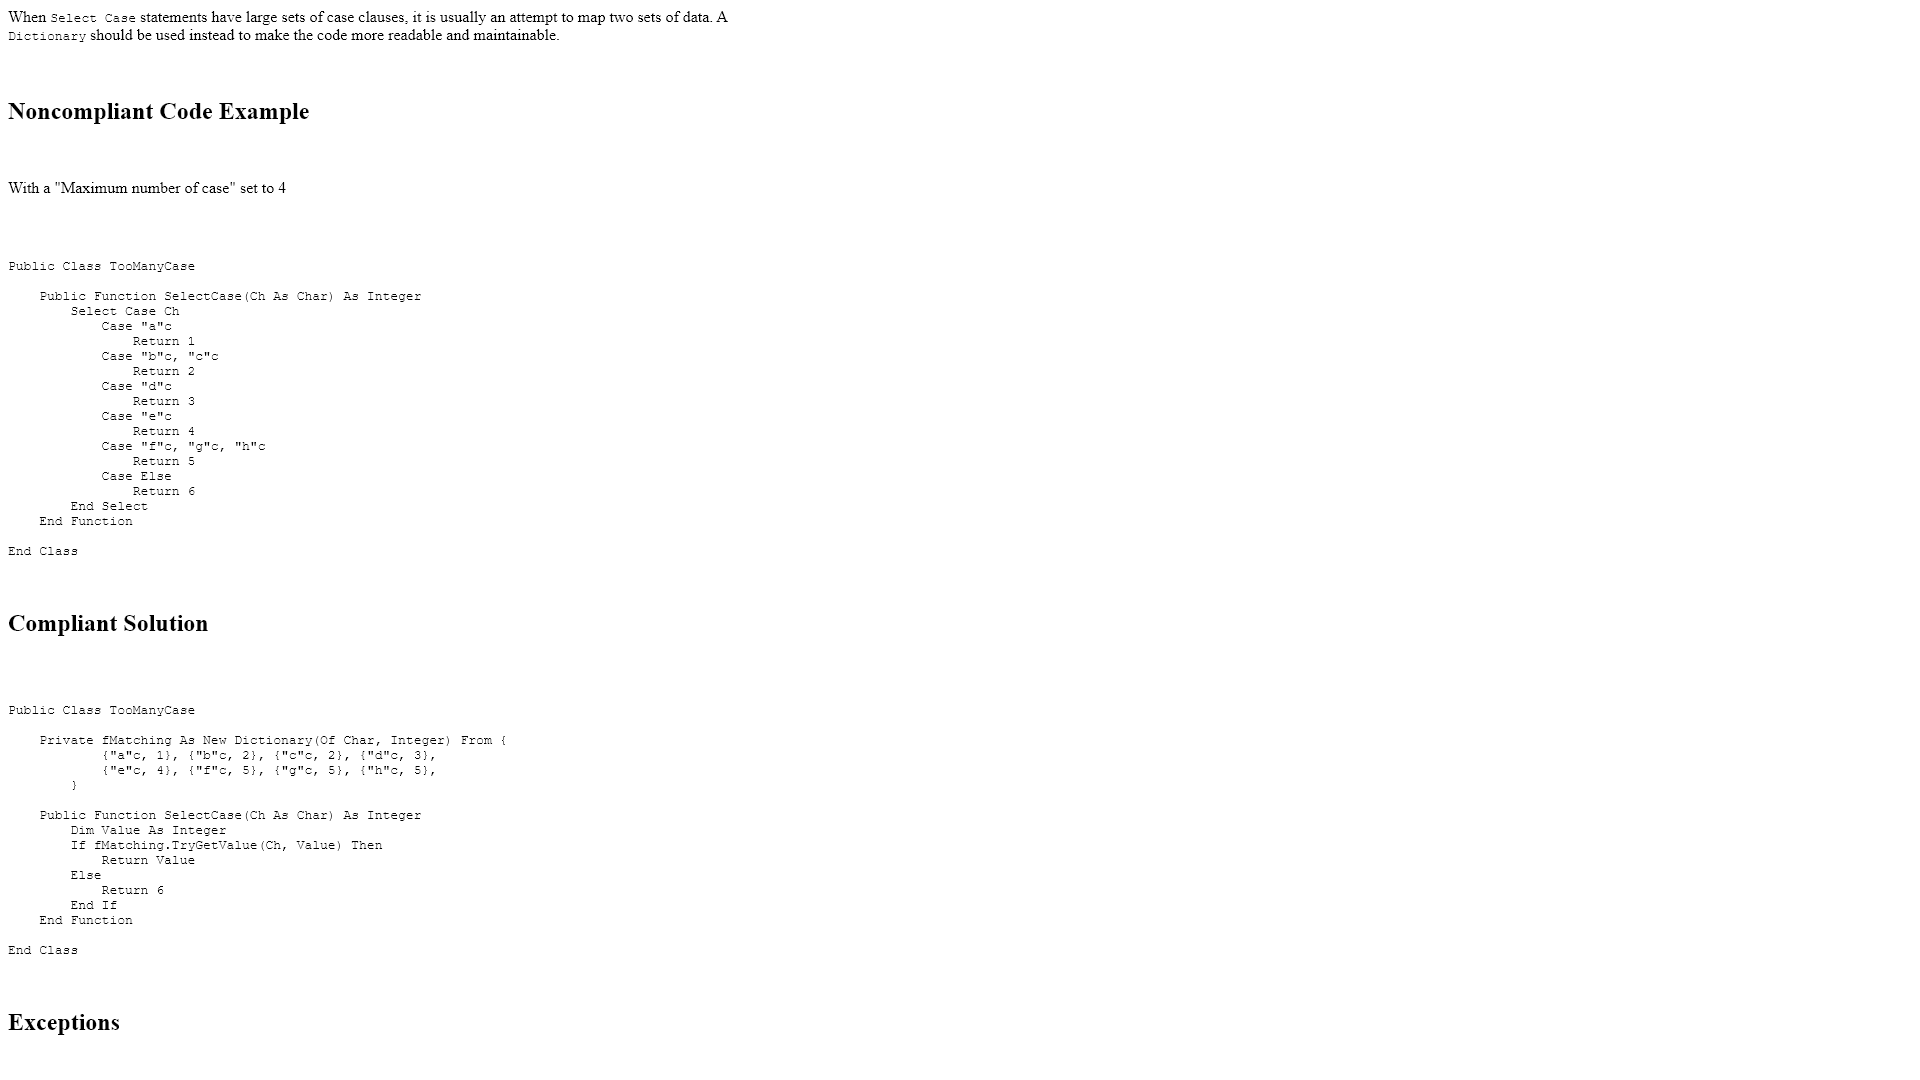 When Select Case statements have large sets of case clauses, it is usually an attempt to map two sets of data. A
Dictionary should be used instead to make the code more readable and maintainable.
Noncompliant Code Example
With a "Maximum number of case" set to 4
Public Class TooManyCase
    Public Function SelectCase(Ch As Char) As Integer
        Select Case Ch
            Case "a"c
                Return 1
            Case "b"c, "c"c
                Return 2
            Case "d"c
                Return 3
            Case "e"c
                Return 4
            Case "f"c, "g"c, "h"c
                Return 5
            Case Else
                Return 6
        End Select
    End Function
End Class
Compliant Solution
Public Class TooManyCase
    Private fMatching As New Dictionary(Of Char, Integer) From {
            {"a"c, 1}, {"b"c, 2}, {"c"c, 2}, {"d"c, 3},
            {"e"c, 4}, {"f"c, 5}, {"g"c, 5}, {"h"c, 5},
        }
    Public Function SelectCase(Ch As Char) As Integer
        Dim Value As Integer
        If fMatching.TryGetValue(Ch, Value) Then
            Return Value
        Else
            Return 6
        End If
    End Function
End Class
Exceptions